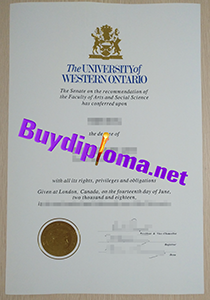 The UNIVERSITY of
WESTERN ONTARIO
The Senate on the recommendation of
the Faculty of Arts and Social Science
has conferred upon
the degree of
Buydiploma.net
with all its rights, privileges and obligations
Given at London, Canada, on the fourteenth day of June,
two thousand and eighteen,